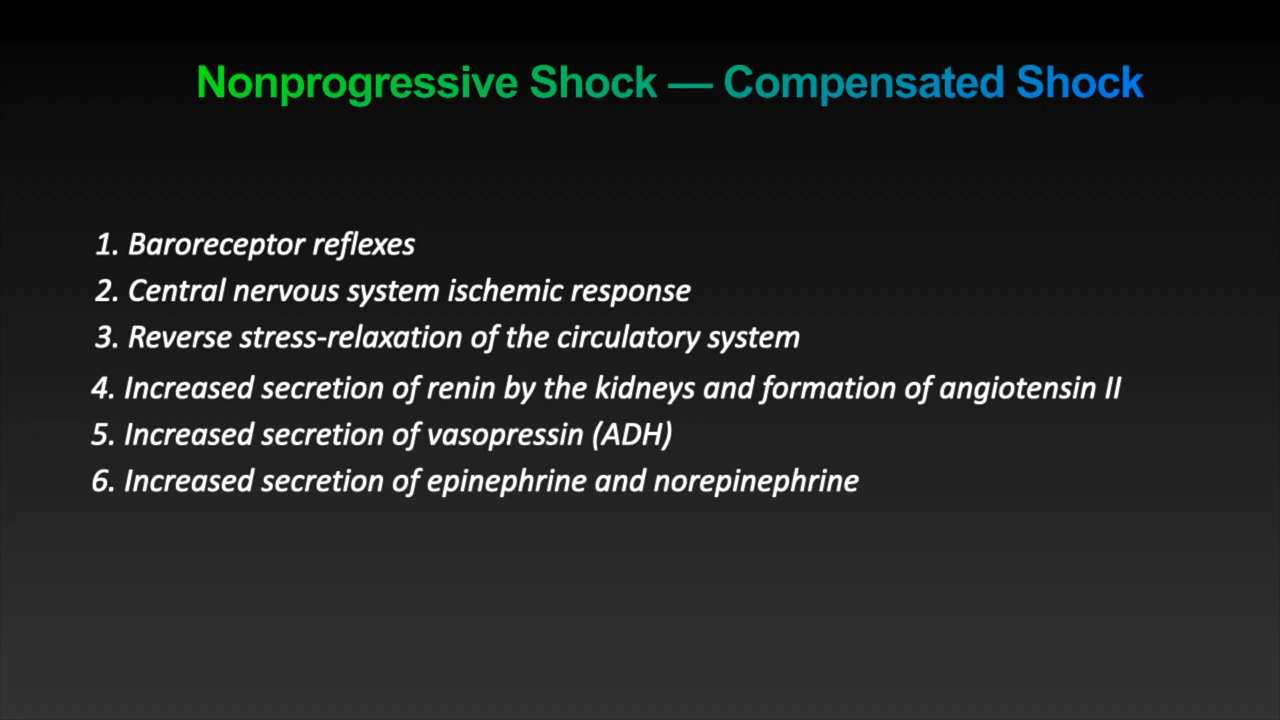 Nonprogressive Shock — Compensated Shock
1. Baroreceptor reflexes
2. Central nervous system ischemic response
3. Reverse stress-relaxation of the circulatory system
4. Increased secretion of renin by the kidneys and formation of angiotensin II
5. Increased secretion of vasopressin (ADH)
6. Increased secretion of epinephrine and norepinephrine